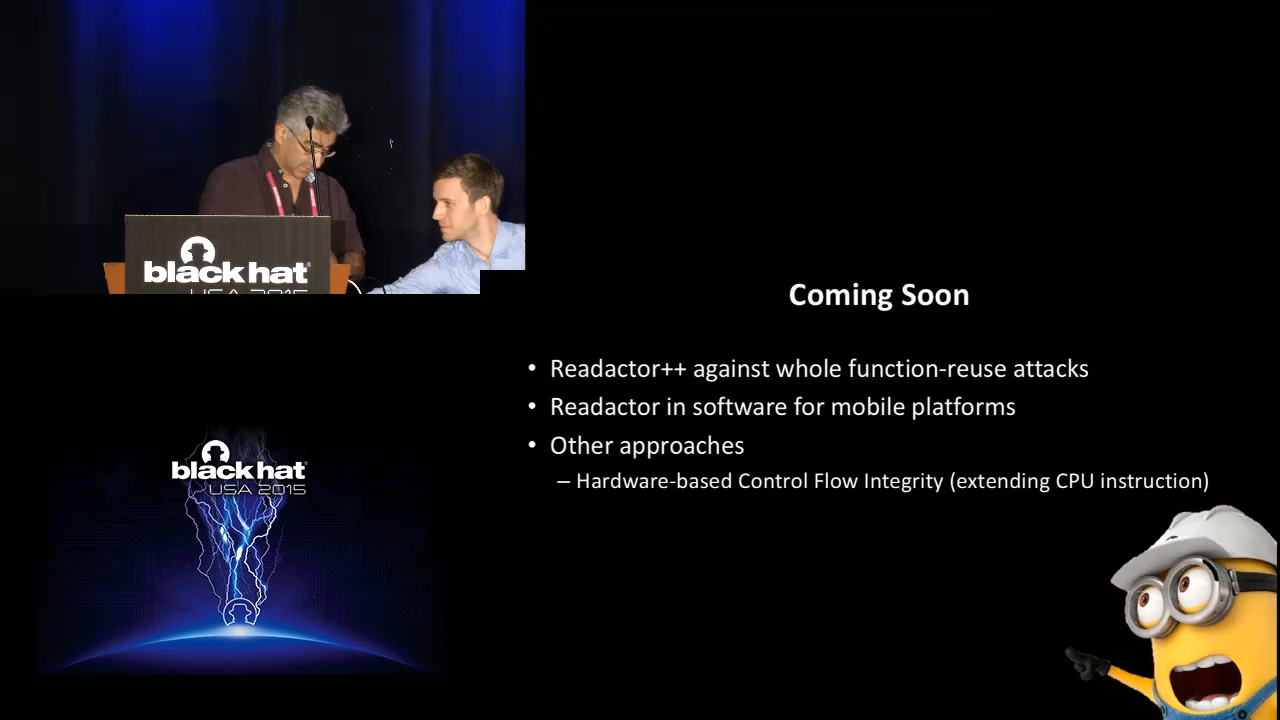 black hat
USA 2015
Coming Soon
• Readactor++ against whole function-reuse attacks
• Readactor in software for mobile platforms
• Other approaches
– Hardware-based Control Flow Integrity (extending CPU instruction)
black hat
USA 2015